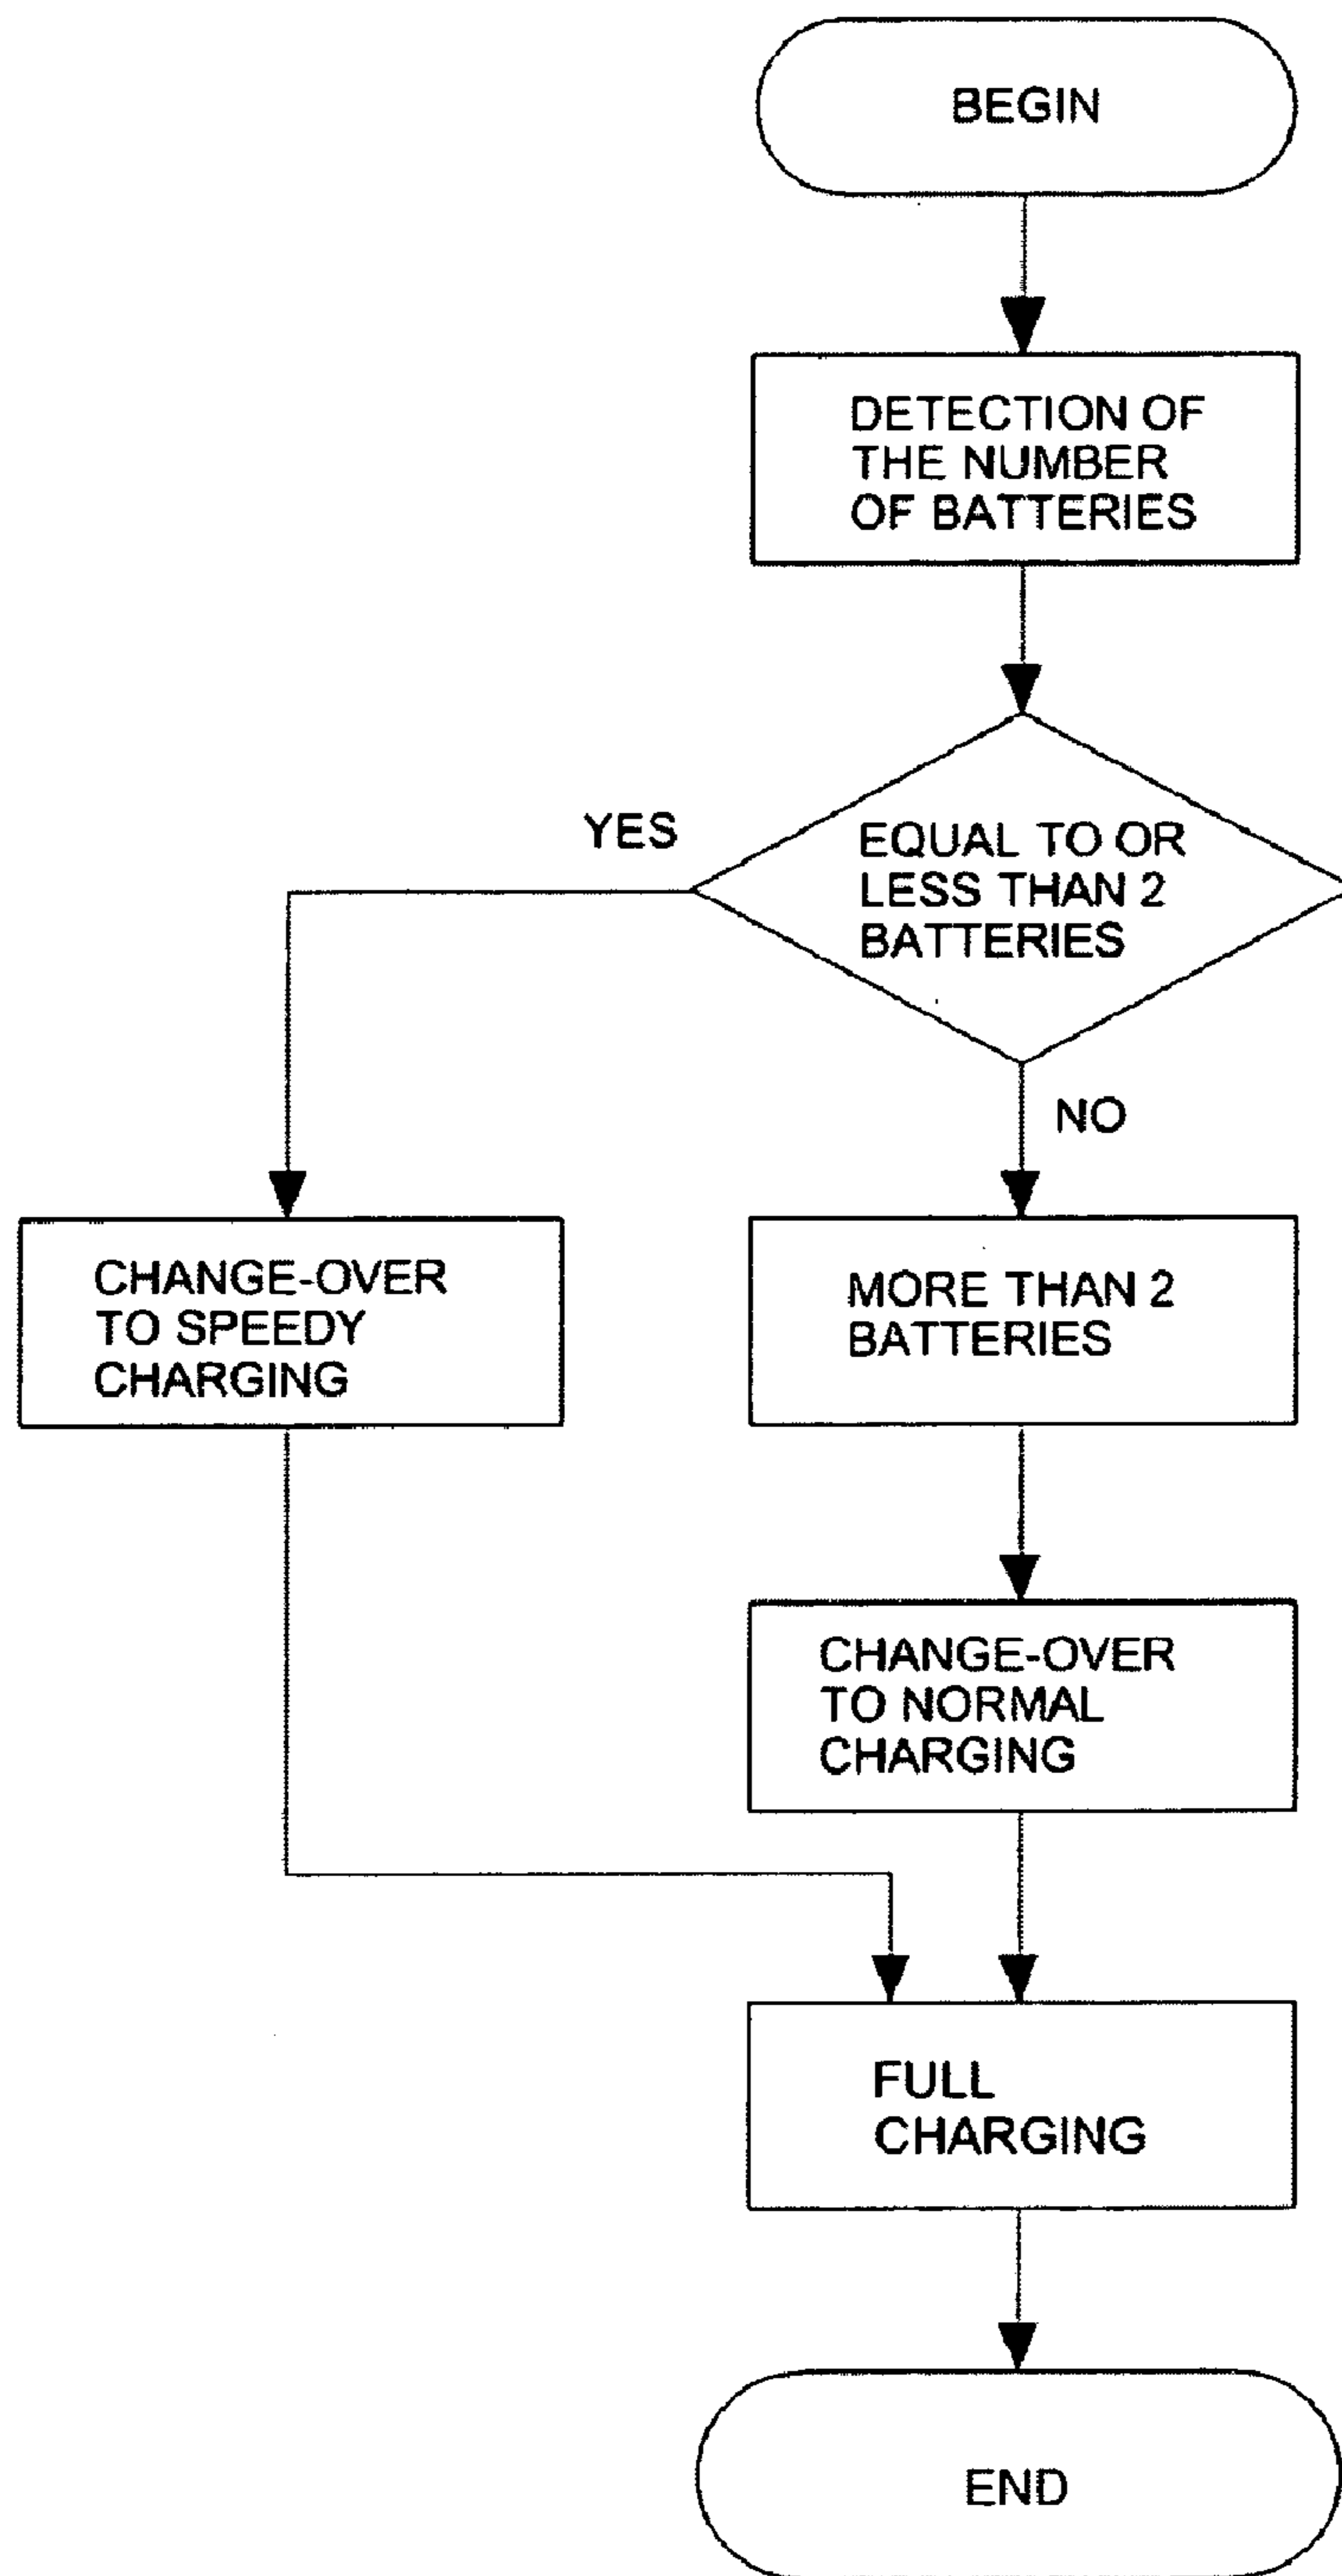 BEGIN
DETECTION OF
THE NUMBER
OF BATTERIES
YES
EQUAL TO OR
LESS THAN 2
BATTERIES
NO
CHANGE-OVER
TO SPEEDY
CHARGING
MORE THAN 2
BATTERIES
CHANGE-OVER
TO NORMAL
CHARGING
FULL
CHARGING
END